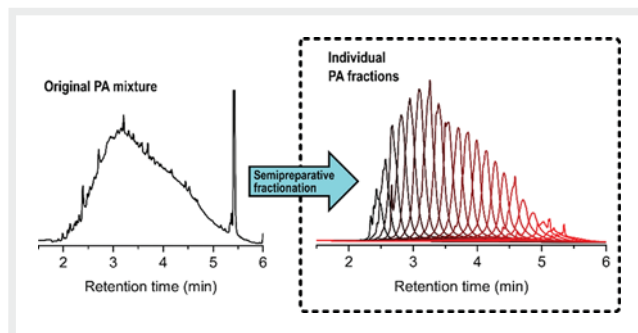 Original PA mixture
2 3 4 5 6
Retention time (min)
Semipreparative
fractionation
Individual
PA fractions
2 3 4 5 6
Retention time (min)